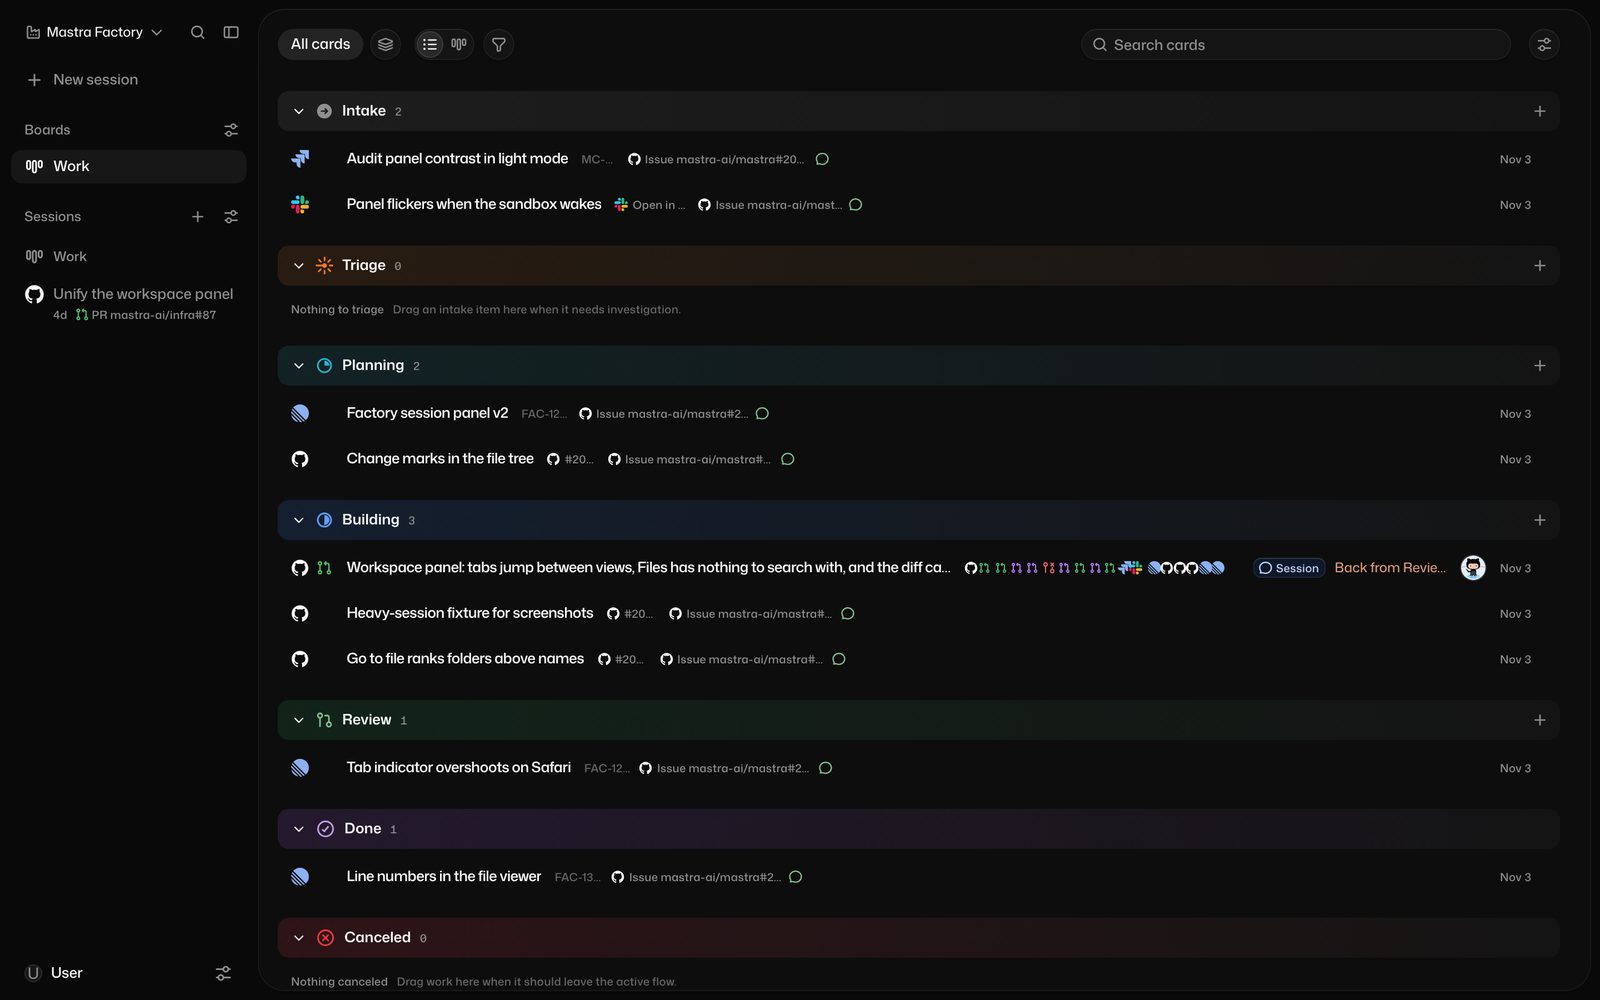 Mastra Factory
New session
Boards
Work
Sessions
Work
Unify the workspace panel
4d PR mastra-ai/infra#87
U User
All cards
Search cards
Intake 2
Audit panel contrast in light mode MC-... Issue mastra-ai/mastra#20... Nov 3
Panel flickers when the sandbox wakes Open in ... Issue mastra-ai/mast... Nov 3
Triage 0
Nothing to triage Drag an intake item here when it needs investigation.
Planning 2
Factory session panel v2 FAC-12... Issue mastra-ai/mastra#2... Nov 3
Change marks in the file tree #20... Issue mastra-ai/mastra#... Nov 3
Building 3
Workspace panel: tabs jump between views, Files has nothing to search with, and the diff ca... Session Back from Revie... Nov 3
Heavy-session fixture for screenshots #20... Issue mastra-ai/mastra#... Nov 3
Go to file ranks folders above names #20... Issue mastra-ai/mastra#... Nov 3
Review 1
Tab indicator overshoots on Safari FAC-12... Issue mastra-ai/mastra#2... Nov 3
Done 1
Line numbers in the file viewer FAC-13... Issue mastra-ai/mastra#2... Nov 3
Canceled 0
Nothing canceled Drag work here when it should leave the active flow.